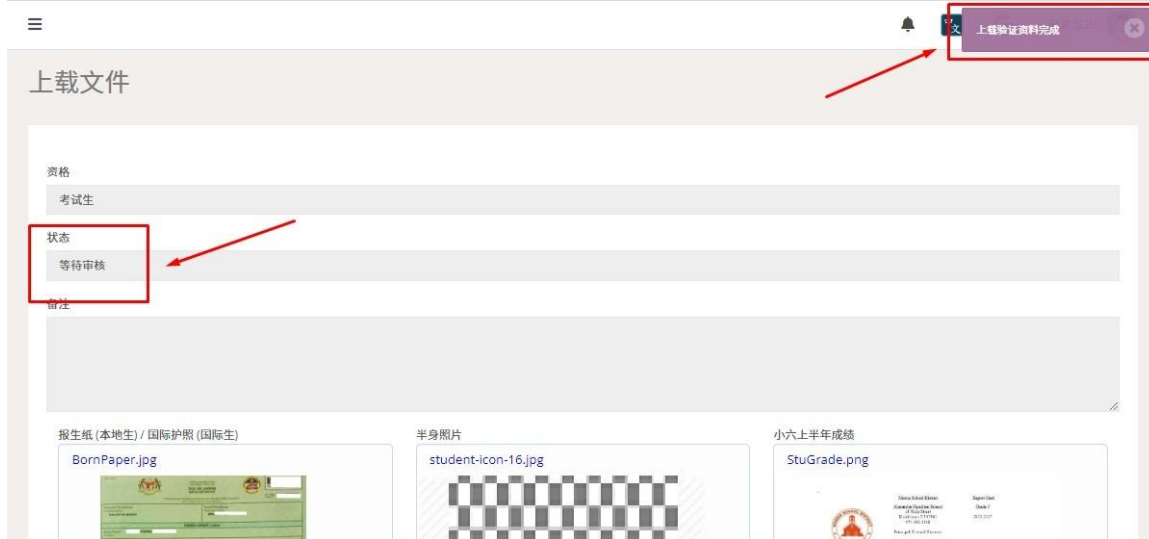 上载验证资料完成
上载文件
资格
考试生
状态
等待审核
备注
报生纸 (本地生) / 国际护照 (国际生)
半身照片
小六上半年成绩
BornPaper.jpg
student-icon-16.jpg
StuGrade.png